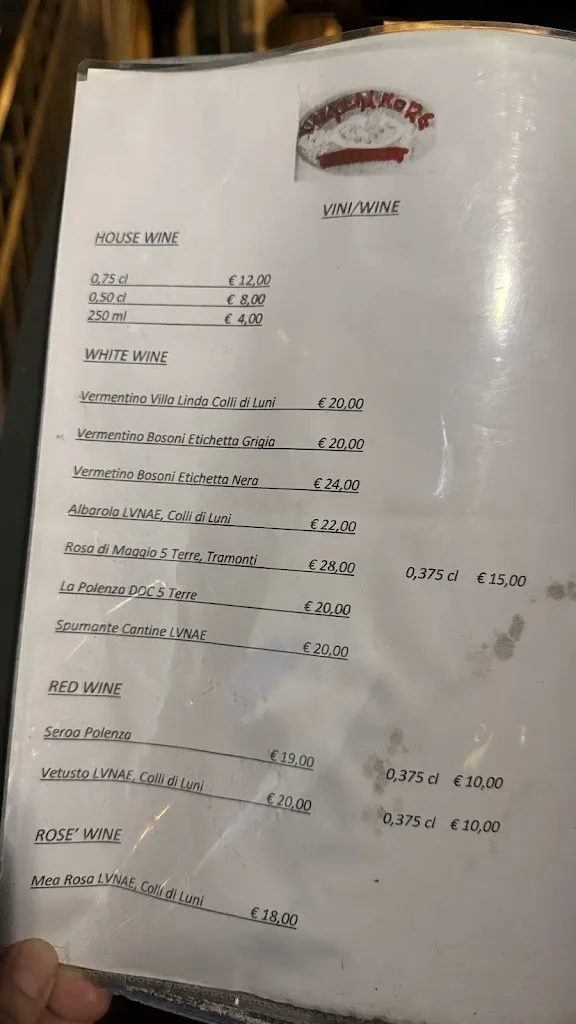 VINI/WINE
HOUSE WINE
0,75 cl € 12,00
0,50 cl € 8,00
250 ml € 4,00
WHITE WINE
Vermentino Villa Linda Colli di Luni € 20,00
Vermentino Bosoni Etichetta Grigia € 20,00
Vermetino Bosoni Etichetta Nera € 24,00
Albarola LVNAE, Colli di Luni € 22,00
Rosa di Maggio 5 Terre, Tramonti € 28,00 0,375 cl € 15,00
La Polenza DOC 5 Terre € 20,00
Spumante Cantine LVNAE € 20,00
RED WINE
Seroa Polenza € 19,00 0,375 cl € 10,00
Vetusto LVNAE, Colli di Luni € 20,00 0,375 cl € 10,00
ROSE' WINE
Mea Rosa LVNAE, Colli di Luni € 18,00